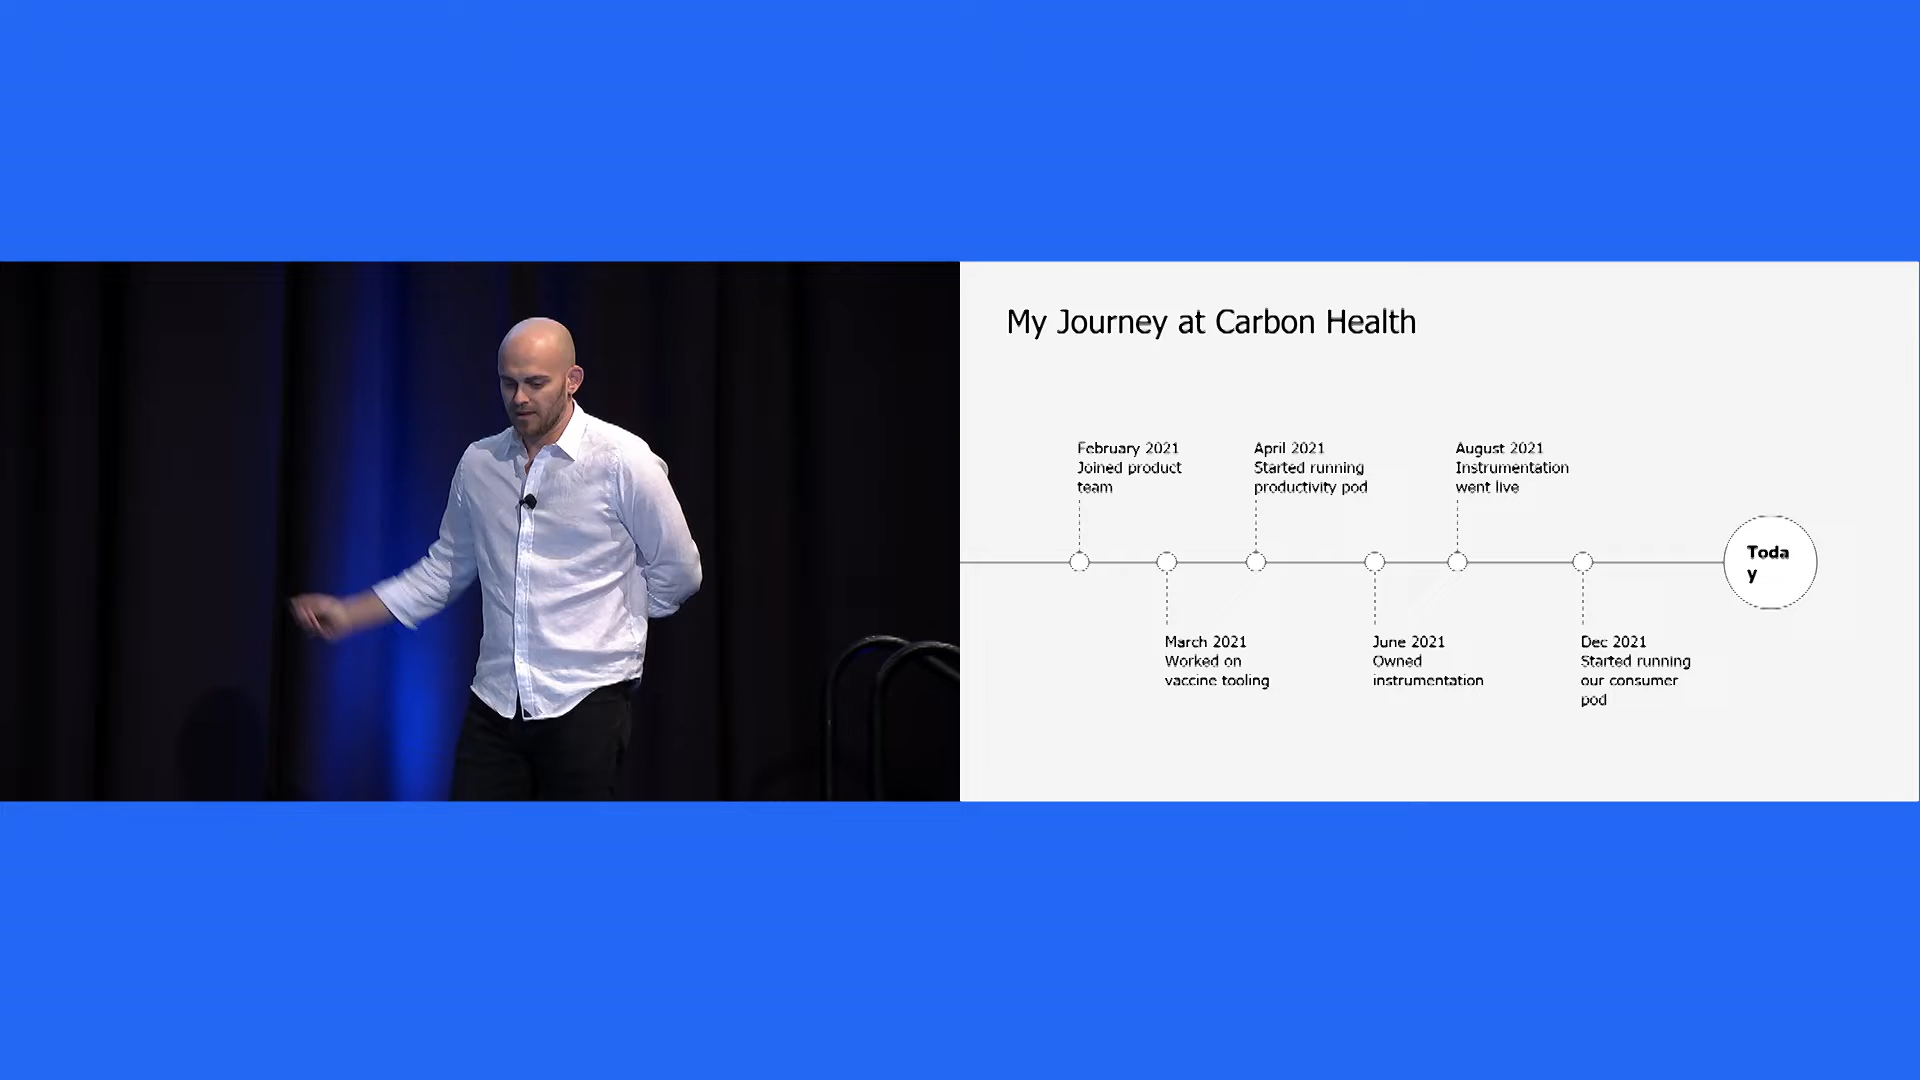 My Journey at Carbon Health
February 2021
Joined product
team
April 2021
Started running
productivity pod
August 2021
Instrumentation
went live
Toda
y
March 2021
Worked on
vaccine tooling
June 2021
Owned
instrumentation
Dec 2021
Started running
our consumer
pod